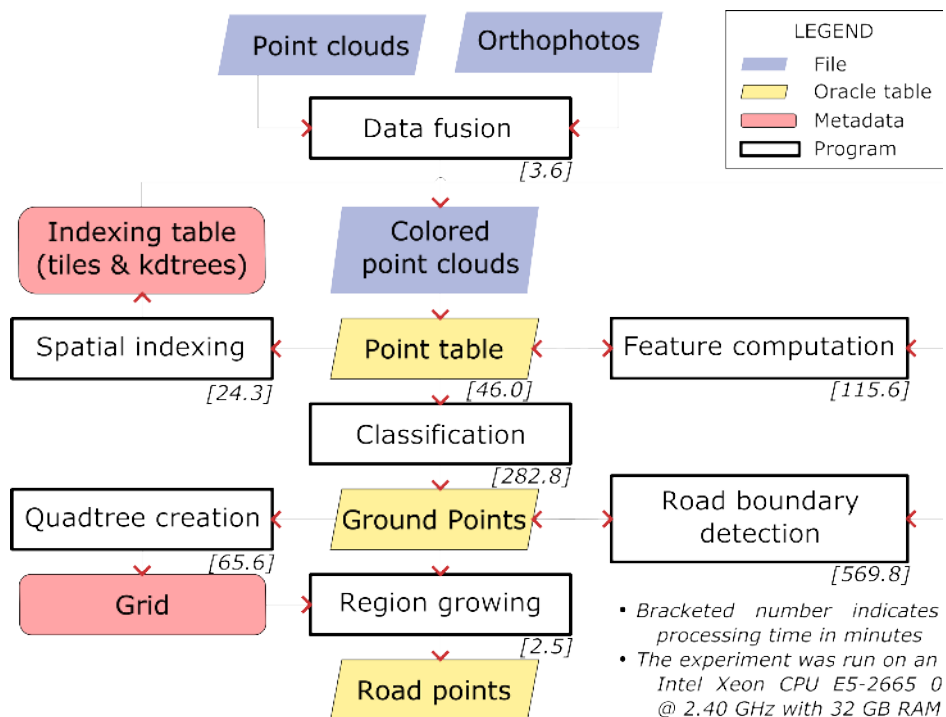 Point clouds
Orthophotos
LEGEND
File
Oracle table
Metadata
Program
Data fusion
[3.6]
Indexing table
(tiles & kdtrees)
Colored
point clouds
Spatial indexing
[24.3]
Point table
[46.0]
Feature computation
[115.6]
Classification
[282.8]
Quadtree creation
[65.6]
Ground Points
Road boundary
detection
[569.8]
Grid
Region growing
[2.5]
Road points
• Bracketed number indicates
processing time in minutes
• The experiment was run on an
Intel Xeon CPU E5-2665 0
@ 2.40 GHz with 32 GB RAM